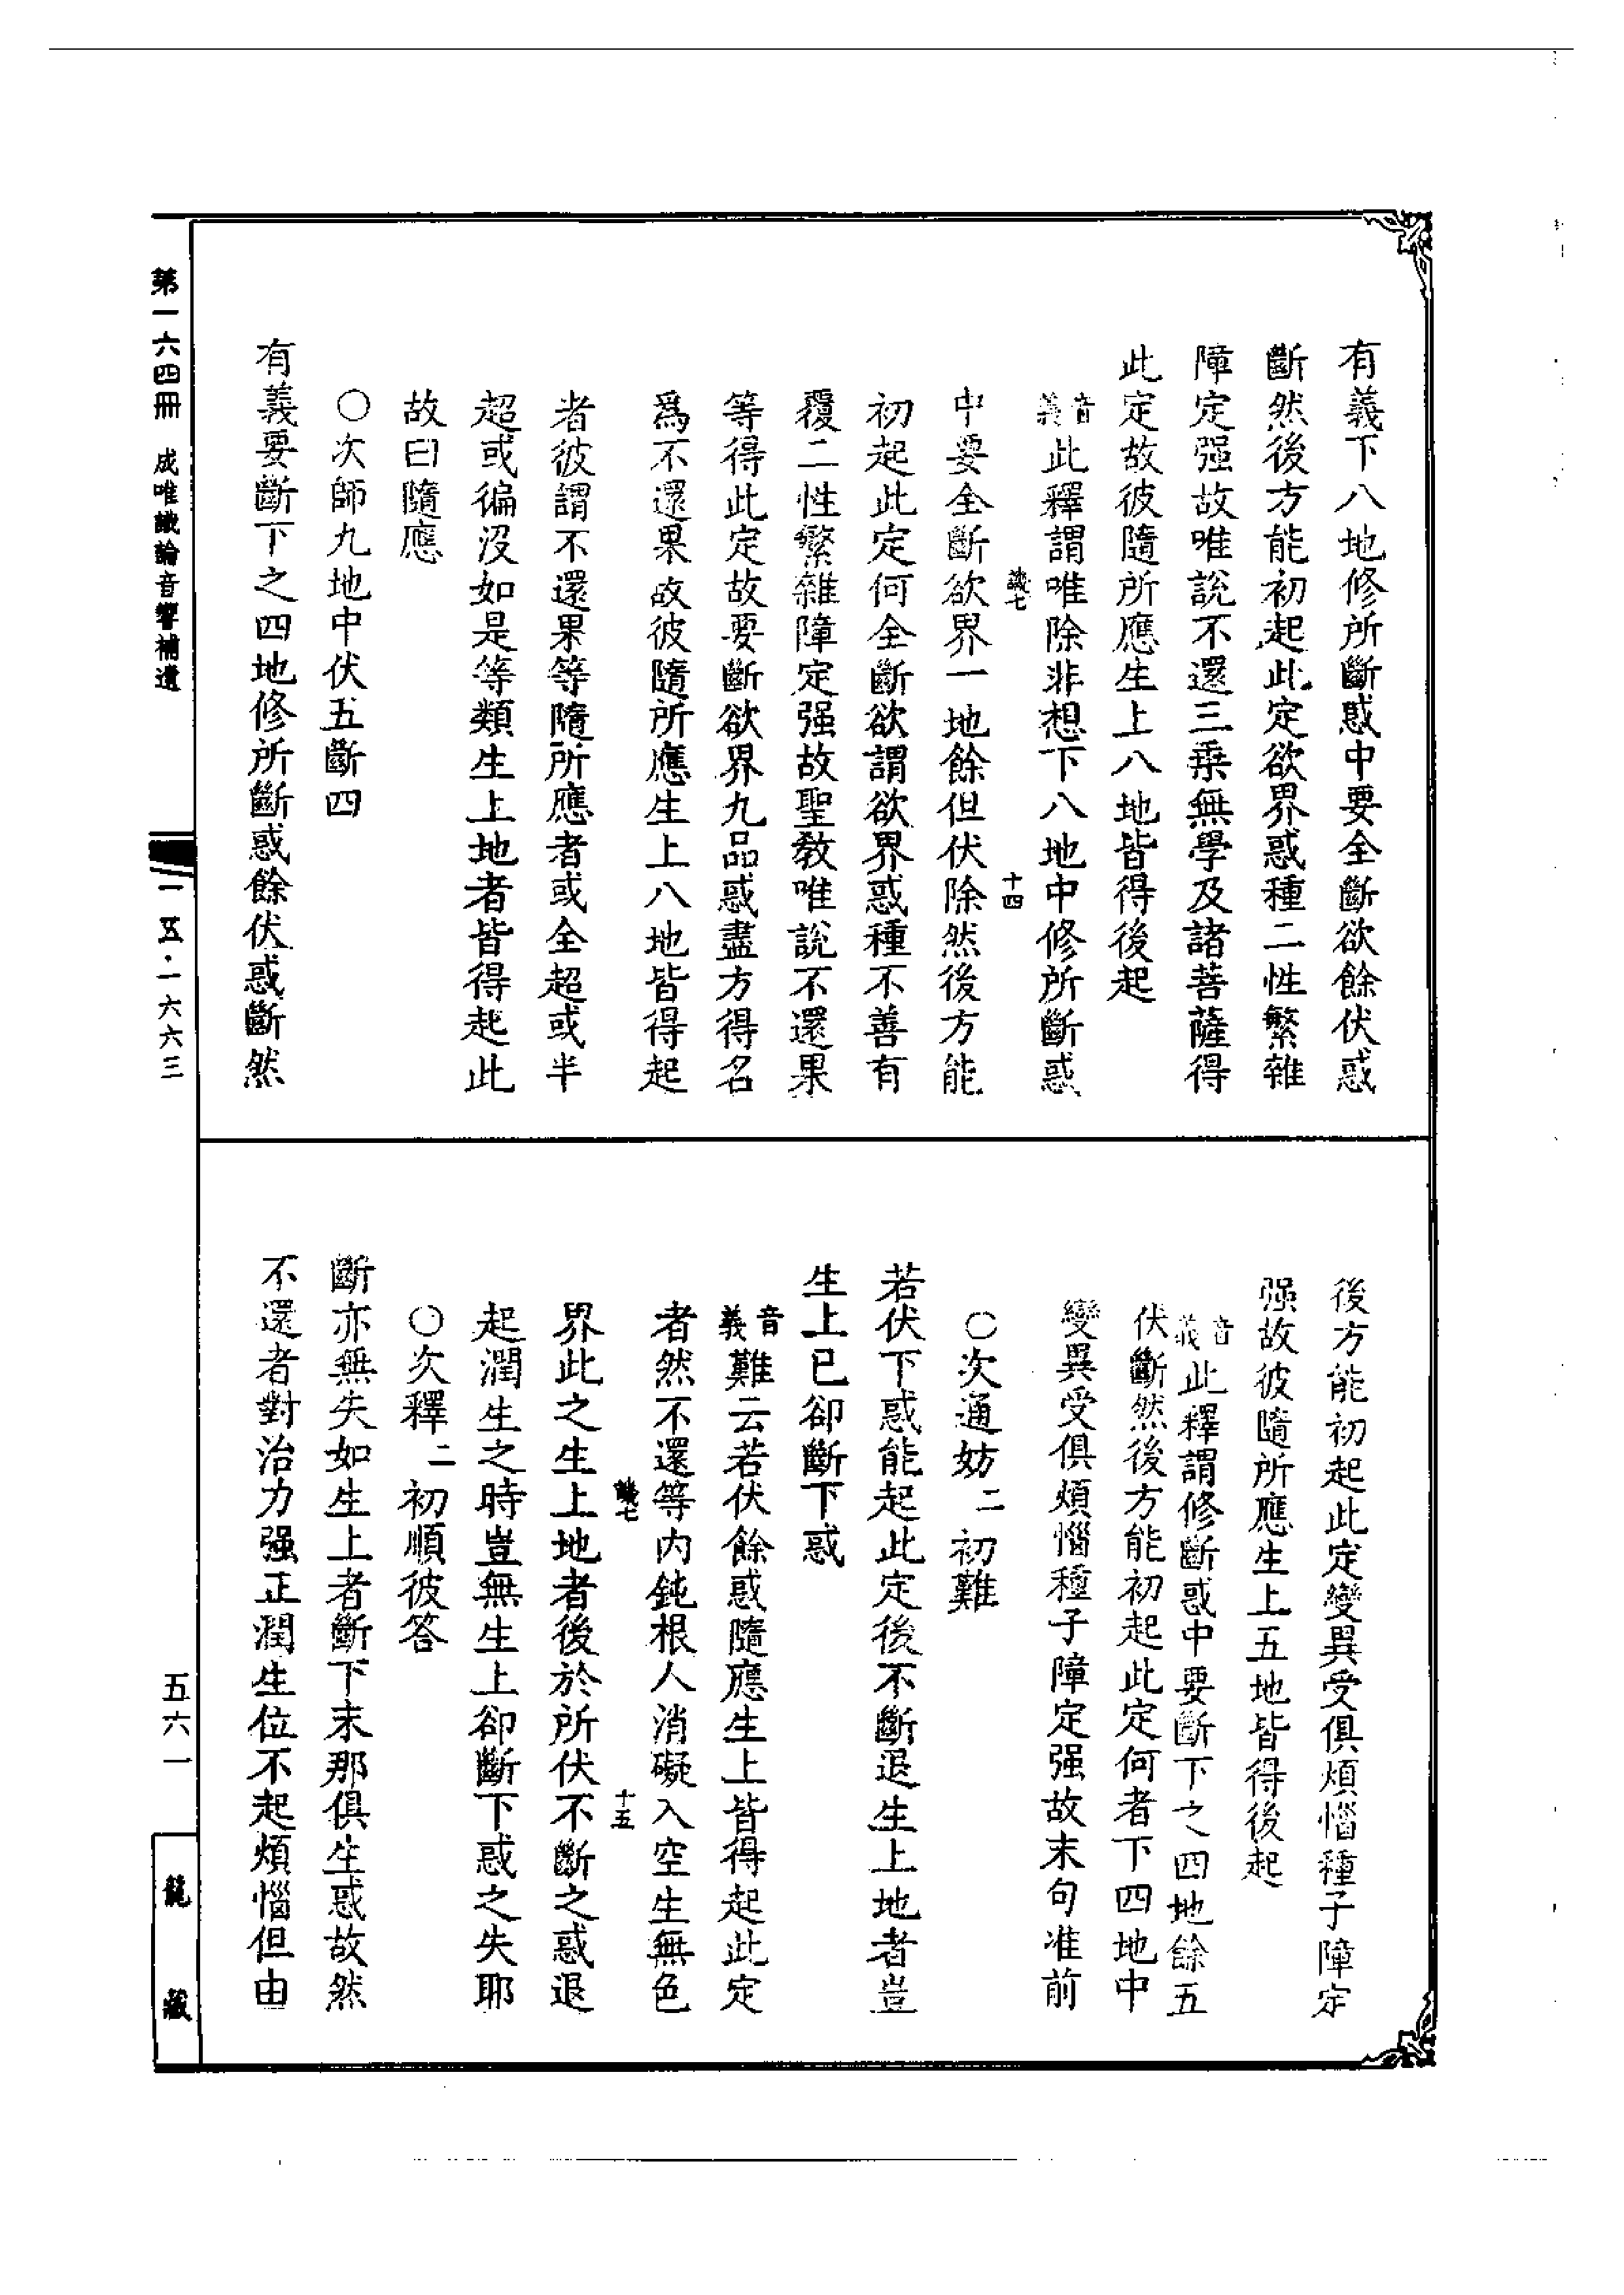 有義下八地修所斷惑中要全斷欲餘伏惑
斷然後方能初起此定欲界惑種二性繁雜
障定强故唯說不還三乘無學及諸菩薩得
此定故彼隨所應生上八地皆得後起
音義此釋謂唯除非想下八地中修所斷惑
識七 十四
中要全斷欲界一地餘但伏除然後方能
初起此定何全斷欲謂欲界惑種不善有
覆二性繁雜障定强故聖教唯說不還果
等得此定故要斷欲界九品惑盡方得名
爲不還果故彼隨所應生上八地皆得起
者彼謂不還果等隨所應者或全超或半
超或徧沒如是等類生上地者皆得起此
故曰隨應
○次師九地中伏五斷四
有義要斷下之四地修所斷惑餘伏惑斷然
後方能初起此定變異受俱煩惱種子障定
强故彼隨所應生上五地皆得後起
音義此釋謂修斷惑中要斷下之四地餘五
伏斷然後方能初起此定何者下四地中
變異受俱煩惱種子障定强故末句准前
○次通妨二初難
若伏下惑能起此定後不斷退生上地者豈
生上已卻斷下惑
音義難云若伏餘惑隨應生上皆得起此定
者然不還等內鈍根人消礙入空生無色
識七 十五
界此之生上地者後於所伏不斷之惑退
起潤生之時豈無生上卻斷下惑之失耶
○次釋二初順彼答
斷亦無失如生上者斷下末那俱生惑故然
不還者對治力强正潤生位不起煩惱但由
第一六四冊 成唯識論音響補遺
一五·一六六三
五六一
龍藏